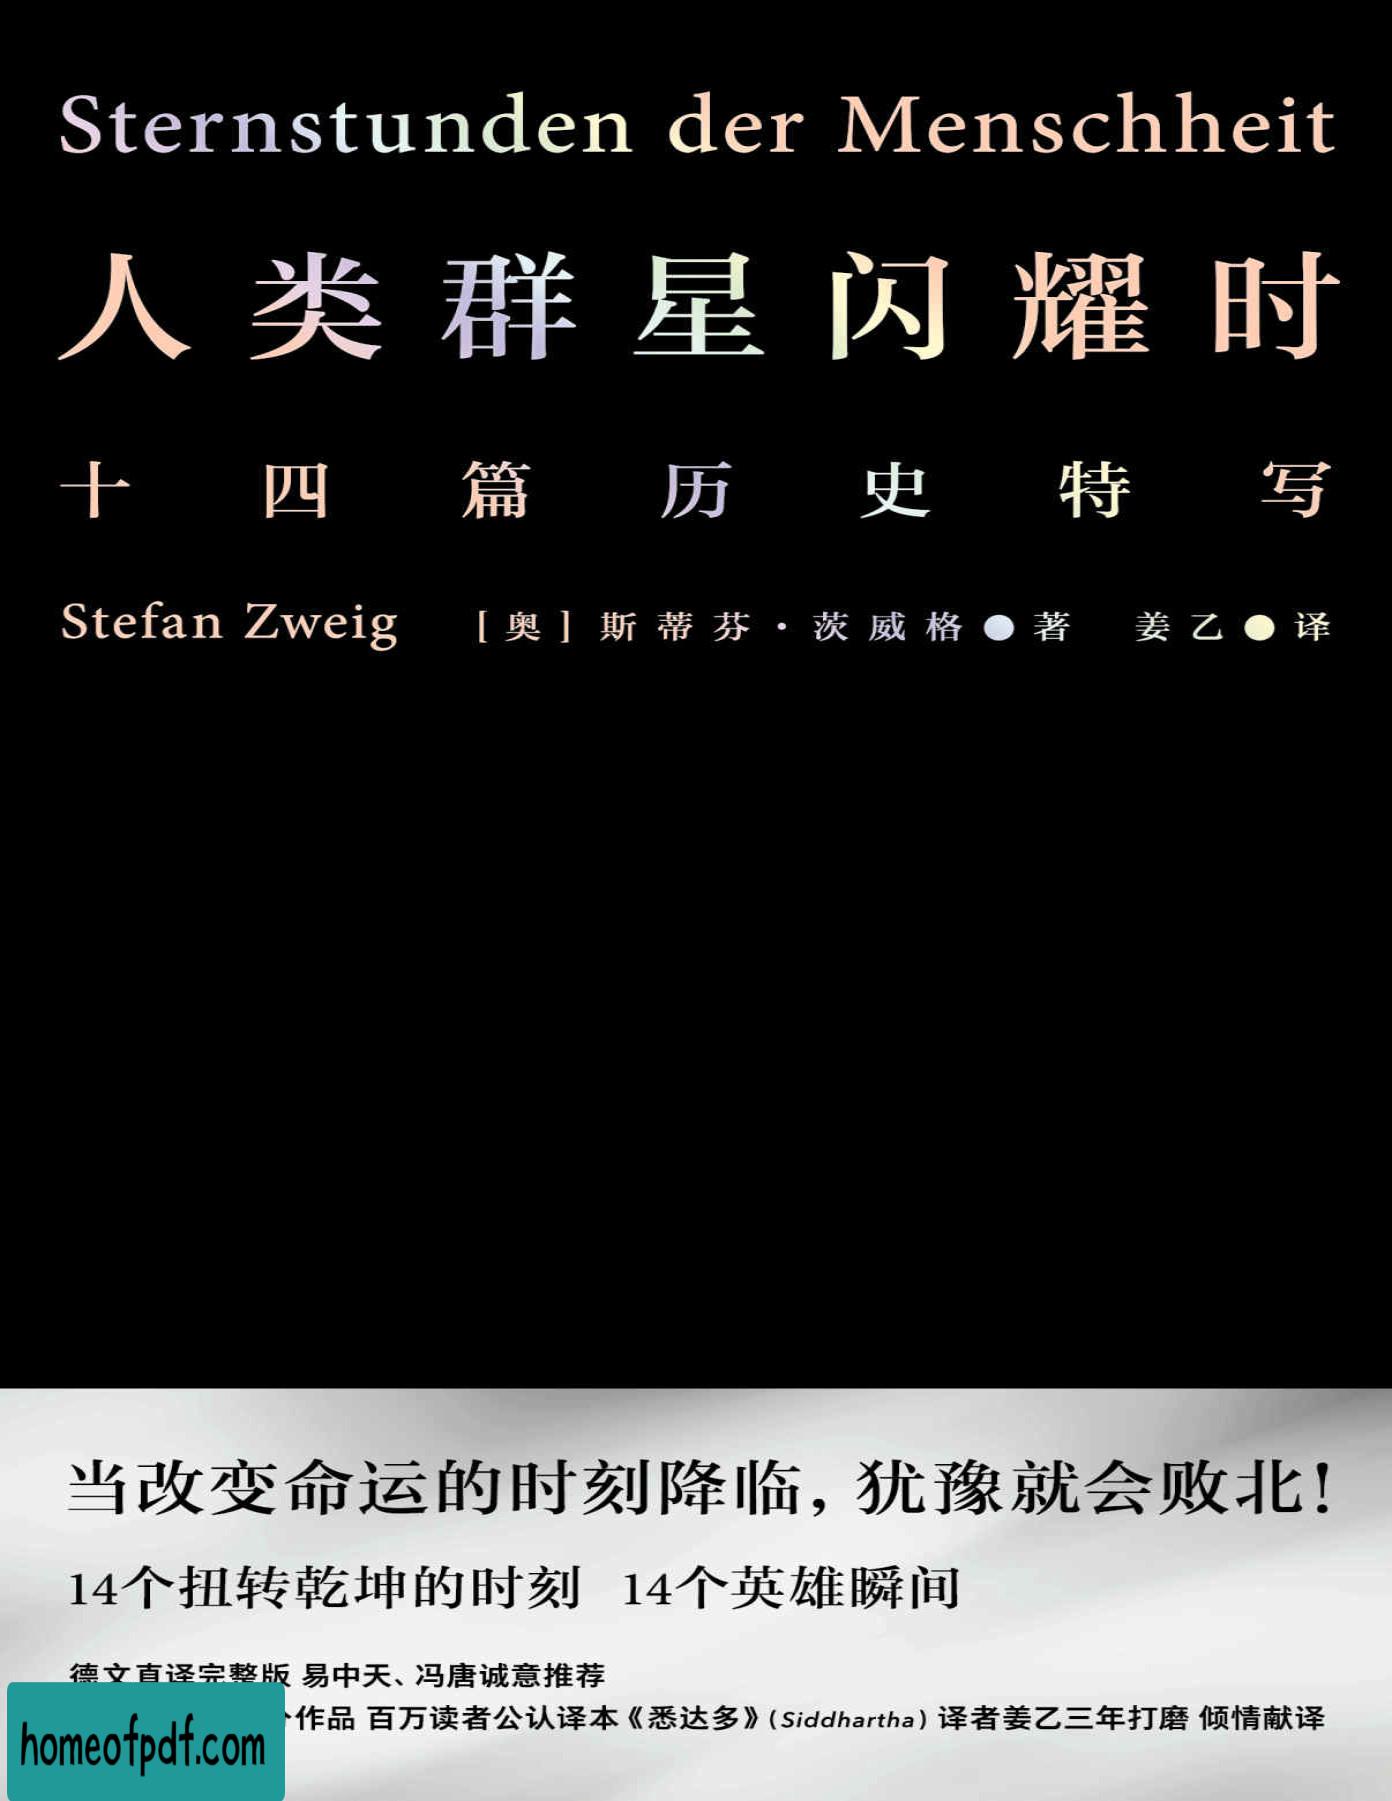 Sternstunden der Menschheit
人类群星闪耀时
十四篇历史特写
Stefan Zweig [奥]斯蒂芬·茨威格●著 姜乙●译
当改变命运的时刻降临，犹豫就会败北！
14个扭转乾坤的时刻 14个英雄瞬间
德文直译完整版 易中天、冯唐诚意推荐
作品 百万读者公认译本《悉达多》(Siddhartha) 译者姜乙三年打磨 倾情献译
homeofpdf.com